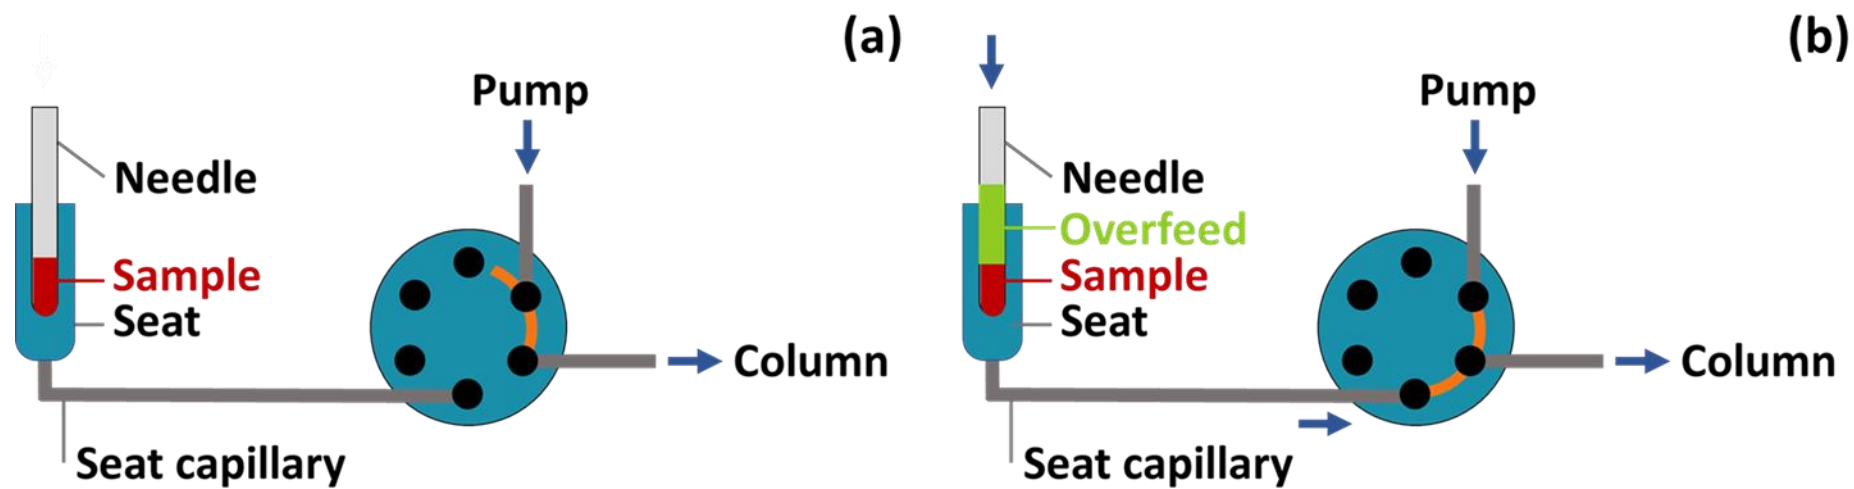 (a)
Pump
Needle
Sample
Seat
Column
Seat capillary
(b)
Pump
Needle
Overfeed
Sample
Seat
Column
Seat capillary